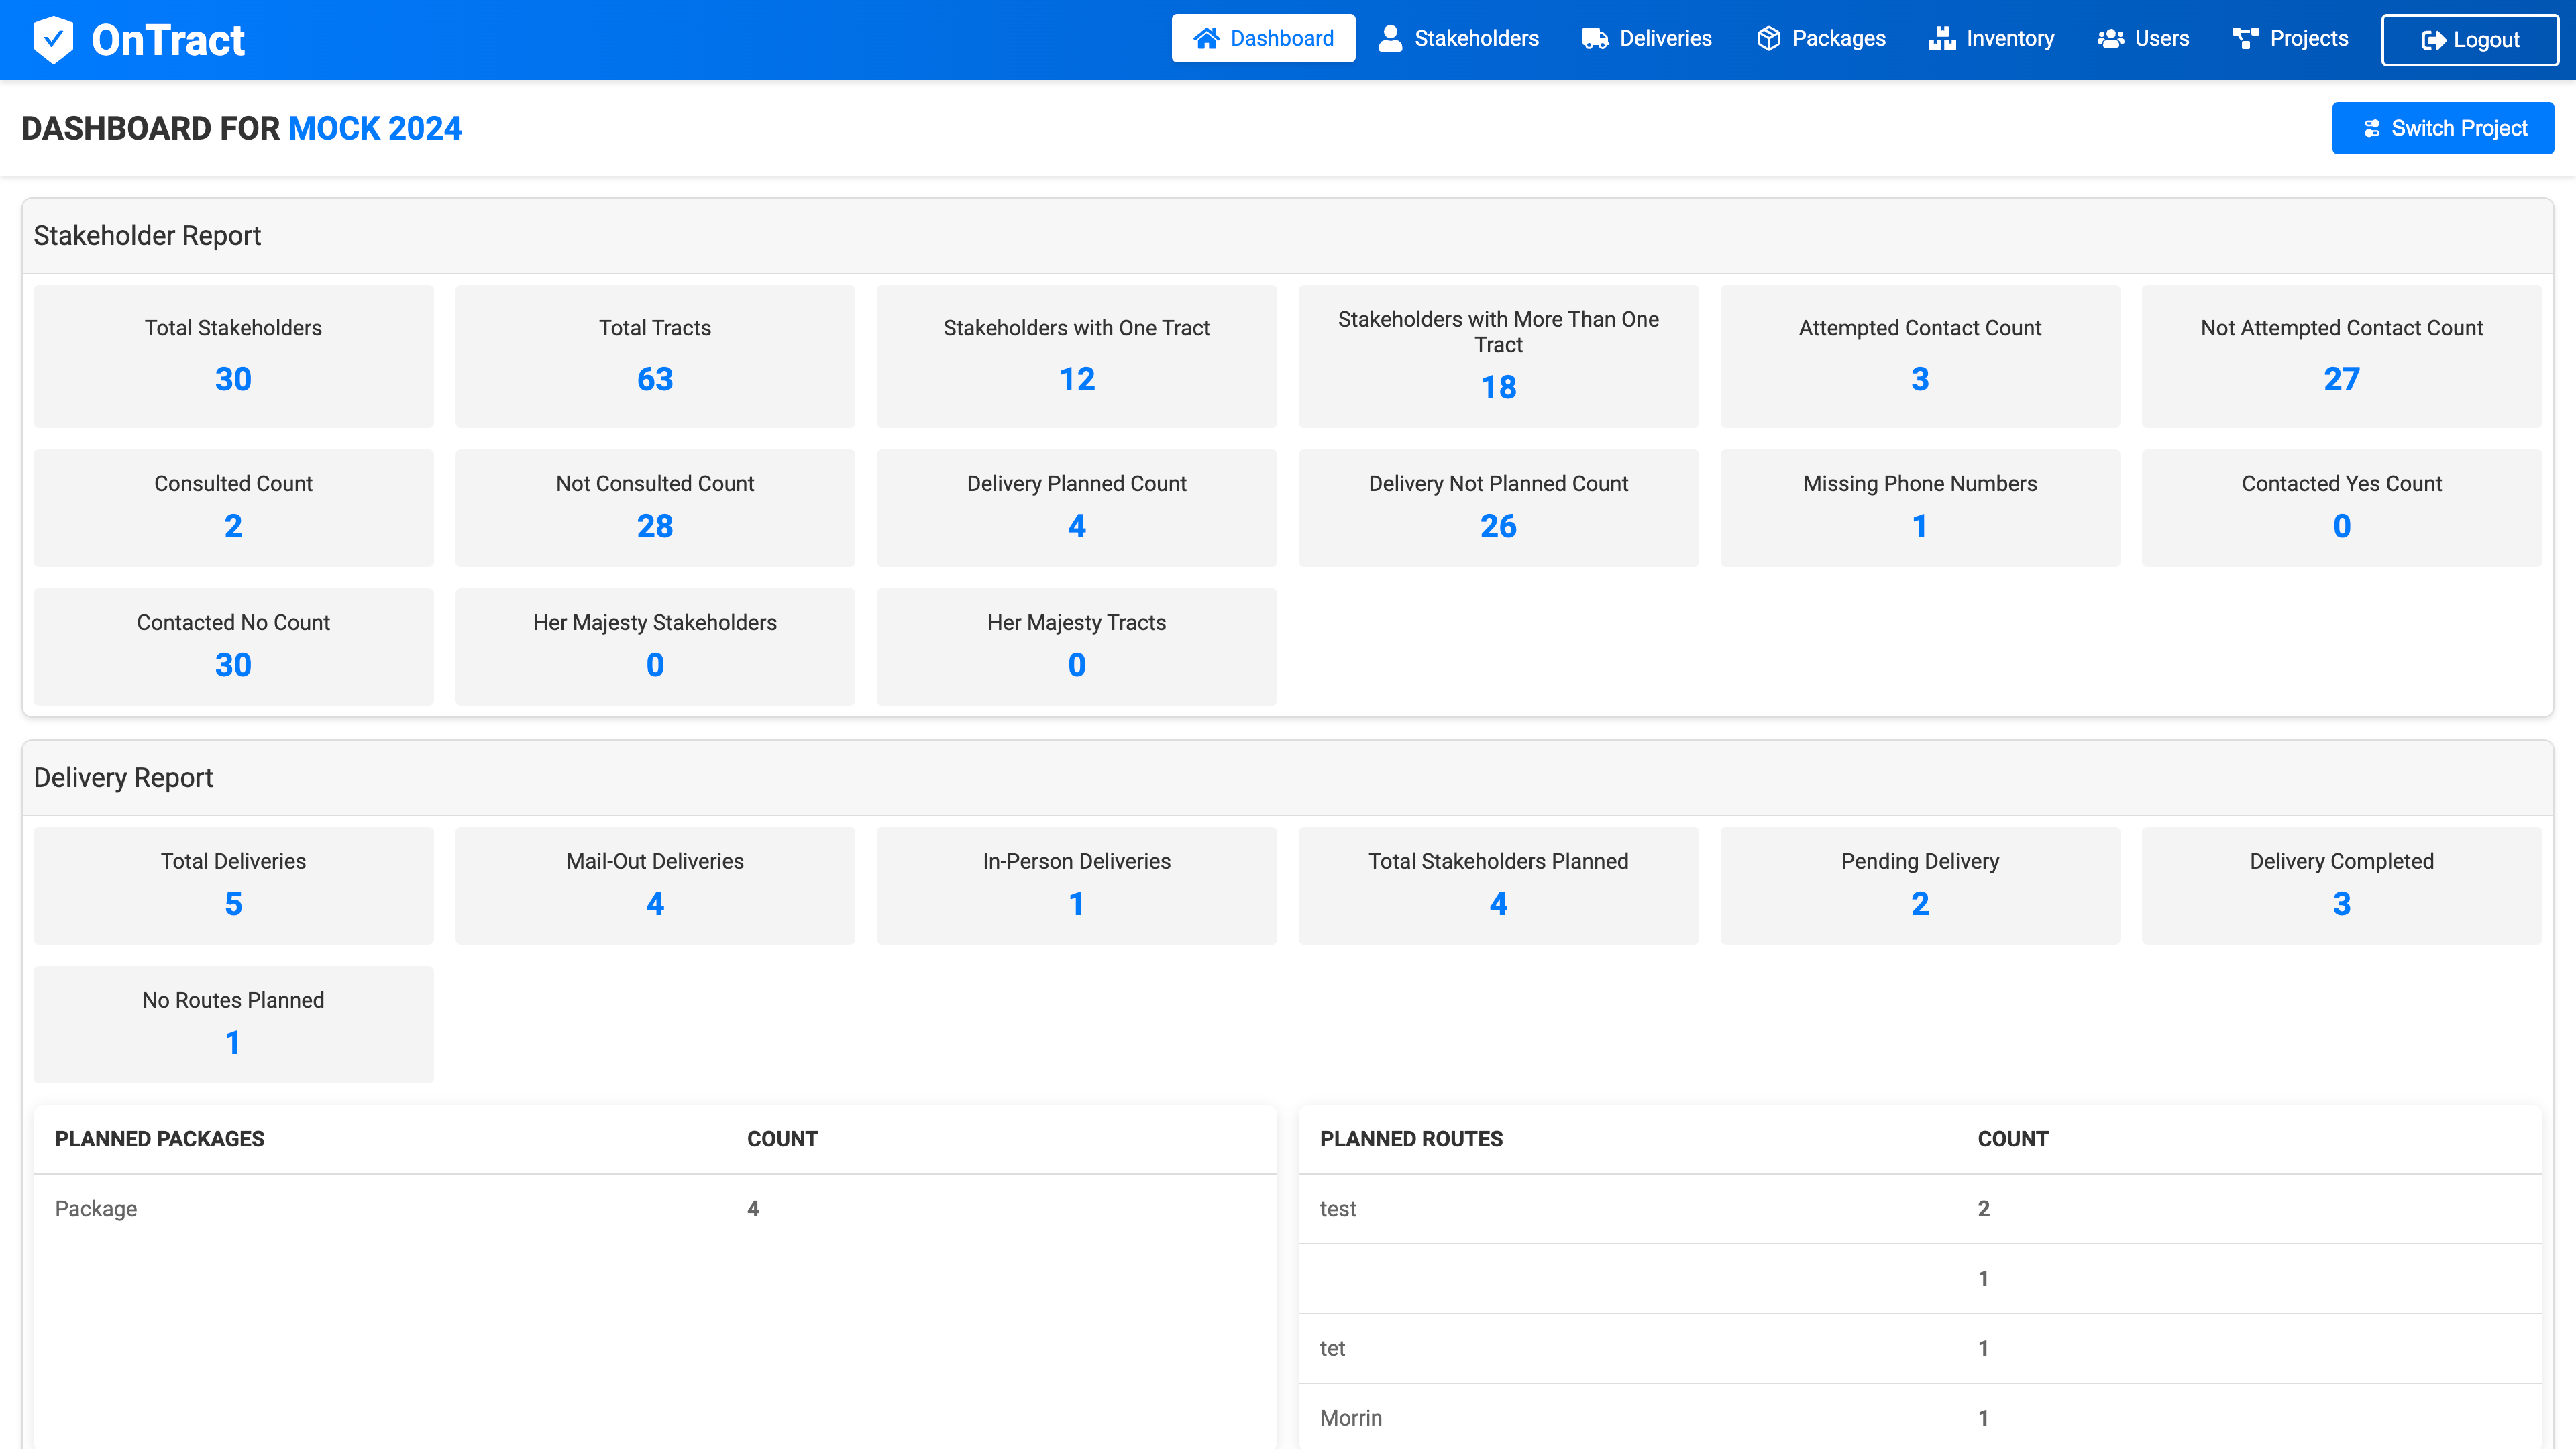 OnTract
Dashboard
Stakeholders
Deliveries
Packages
Inventory
Users
Projects
Logout
DASHBOARD FOR MOCK 2024
Switch Project
Stakeholder Report
Total Stakeholders
30
Total Tracts
63
Stakeholders with One Tract
12
Stakeholders with More Than One
Tract
18
Attempted Contact Count
3
Not Attempted Contact Count
27
Consulted Count
2
Not Consulted Count
28
Delivery Planned Count
4
Delivery Not Planned Count
26
Missing Phone Numbers
1
Contacted Yes Count
0
Contacted No Count
30
Her Majesty Stakeholders
0
Her Majesty Tracts
0
Delivery Report
Total Deliveries
5
Mail-Out Deliveries
4
In-Person Deliveries
1
Total Stakeholders Planned
4
Pending Delivery
2
Delivery Completed
3
No Routes Planned
1
PLANNED PACKAGES COUNT
Package 4
PLANNED ROUTES COUNT
test 2
1
tet 1
Morrin 1